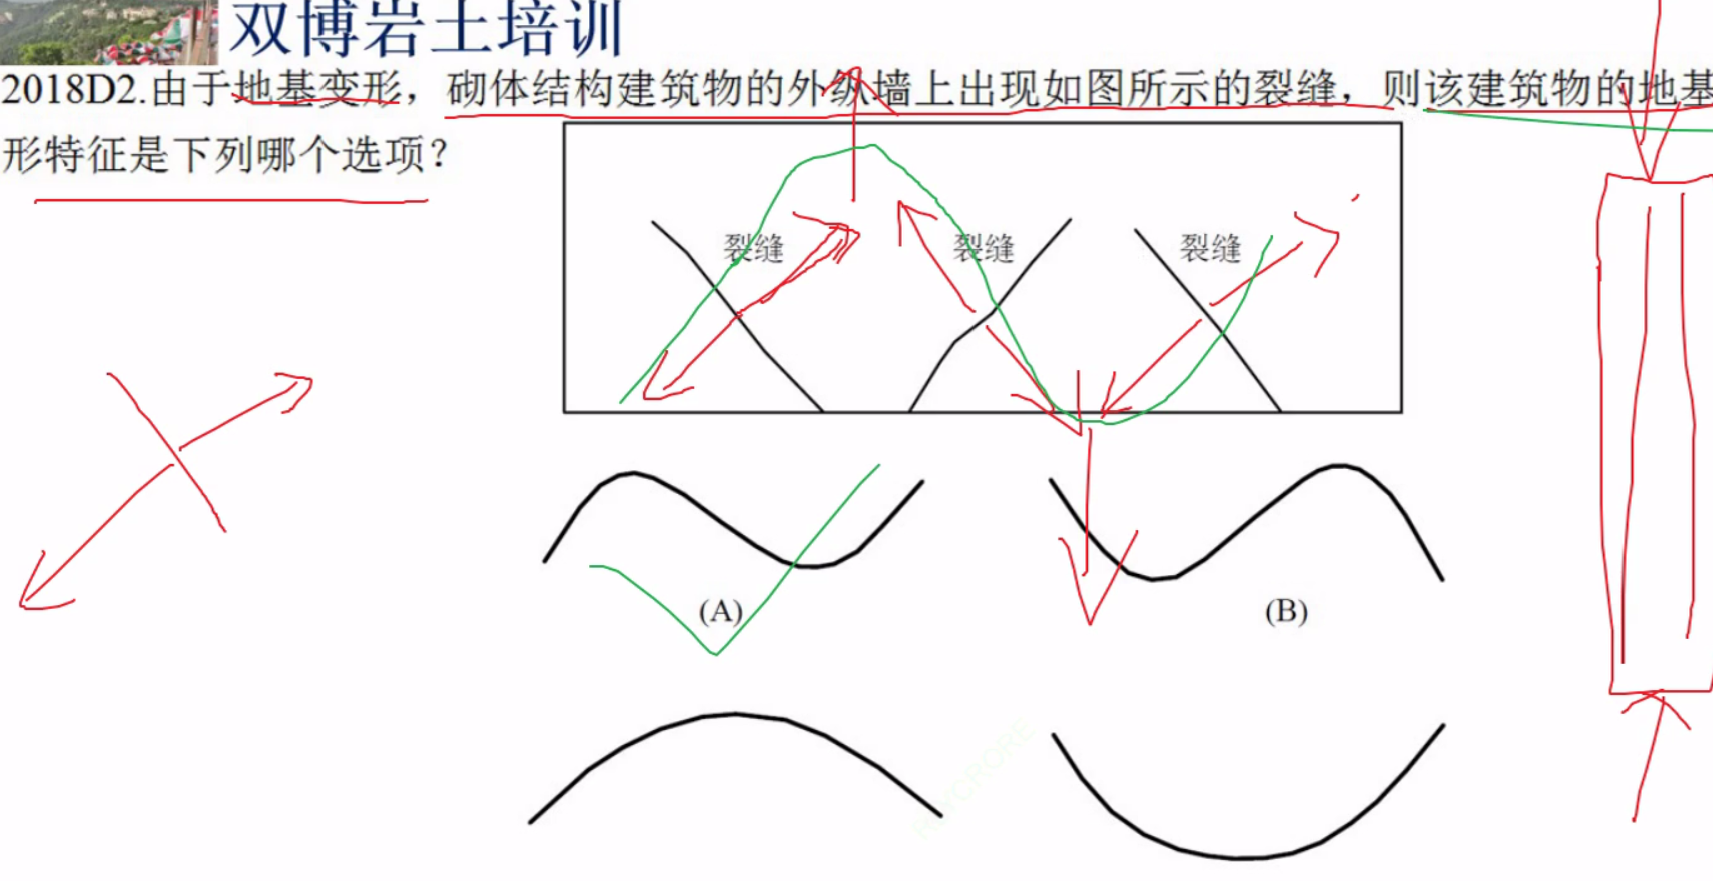 双博岩土培训
2018D2.由于地基变形，砌体结构建筑物的外纵墙上出现如图所示的裂缝，则该建筑物的地基
形特征是下列哪个选项？
裂缝 裂缝 裂缝
(A) (B)